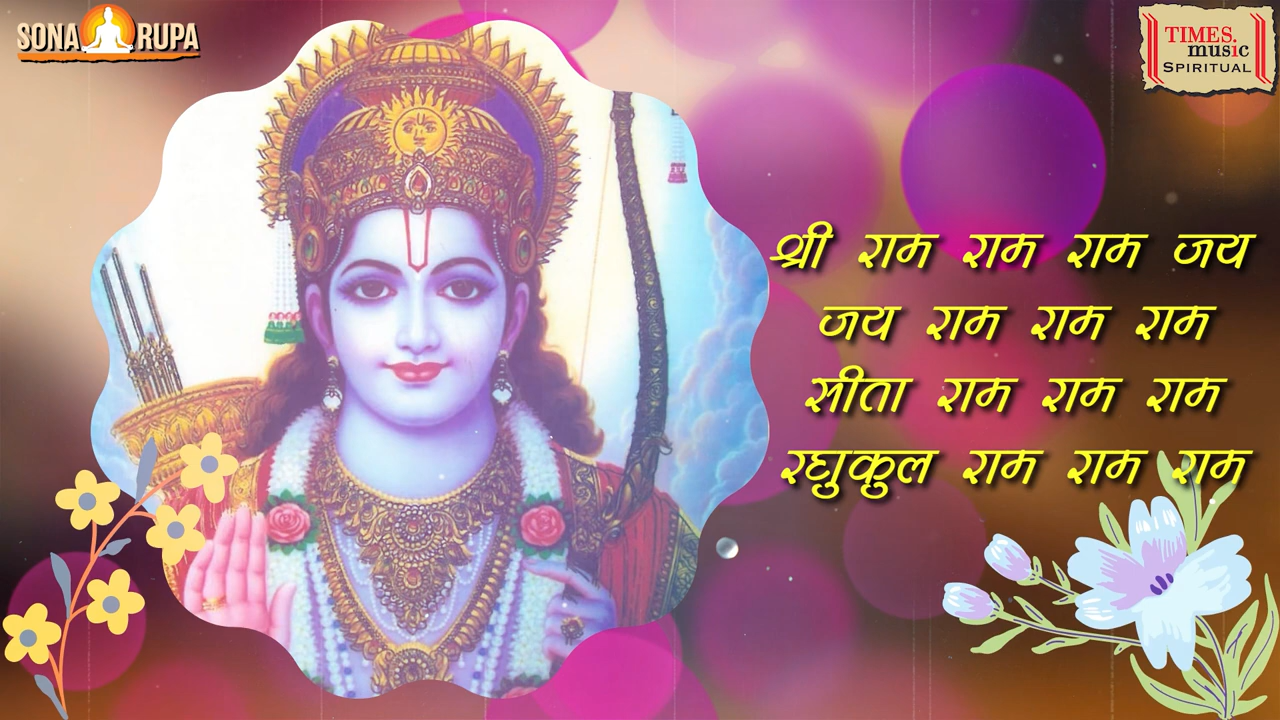 SONA RUPA
TIMES.
music
SPIRITUAL
श्री राम राम राम जय
जय राम राम राम
सीता राम राम राम
रघुकुल राम राम राम